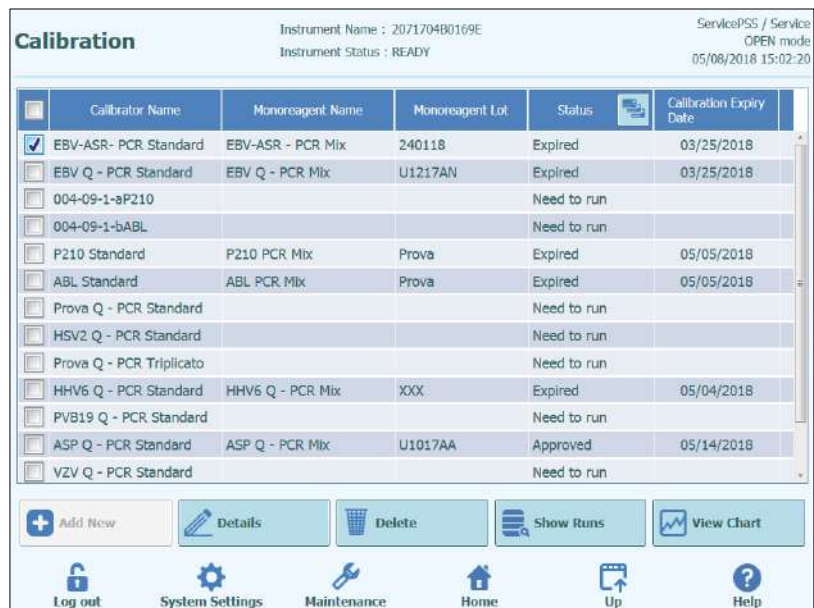 Calibration
Instrument Name : 2071704B0169E
Instrument Status : READY
ServicePSS / Service
OPEN mode
05/08/2018 15:02:20
Calibrator Name Monoreagent Name Monoreagent Lot Status Calibration Expiry Date
EBV-ASR- PCR Standard EBV-ASR - PCR Mix 240118 Expired 03/25/2018
EBV Q - PCR Standard EBV Q - PCR Mix U1217AN Expired 03/25/2018
004-09-1-aP210 Need to run
004-09-1-bABL Need to run
P210 Standard P210 PCR Mix Prova Expired 05/05/2018
ABL Standard ABL PCR Mix Prova Expired 05/05/2018
Prova Q - PCR Standard Need to run
HSV2 Q - PCR Standard Need to run
Prova Q - PCR Triplicato Need to run
HHV6 Q - PCR Standard HHV6 Q - PCR Mix XXX Expired 05/04/2018
PVB19 Q - PCR Standard Need to run
ASP Q - PCR Standard ASP Q - PCR Mix U1017AA Approved 05/14/2018
VZV Q - PCR Standard Need to run
Add New Details Delete Show Runs View Chart
Log out System Settings Maintenance Home Up Help